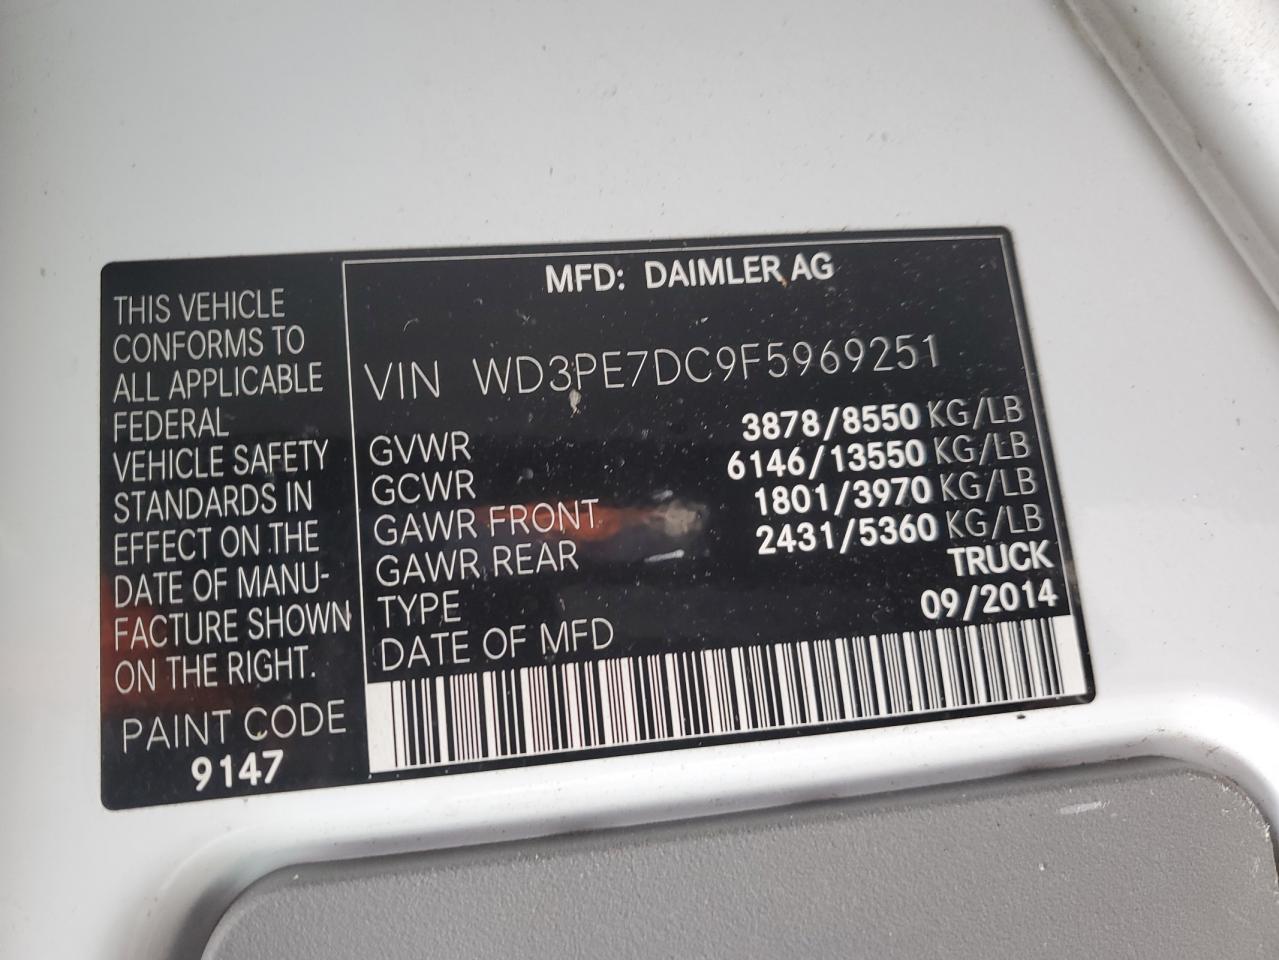 MFD: DAIMLER AG
THIS VEHICLE
CONFORMS TO
ALL APPLICABLE
FEDERAL
VEHICLE SAFETY
STANDARDS IN
EFFECT ON THE
DATE OF MANU-
FACTURE SHOWN
ON THE RIGHT.
PAINT CODE
9147
VIN WD3PE7DC9F5969251
GVWR 3878/8550 KG/LB
GCWR 6146/13550 KG/LB
GAWR FRONT 1801/3970 KG/LB
GAWR REAR 2431/5360 KG/LB
TYPE TRUCK
DATE OF MFD 09/2014